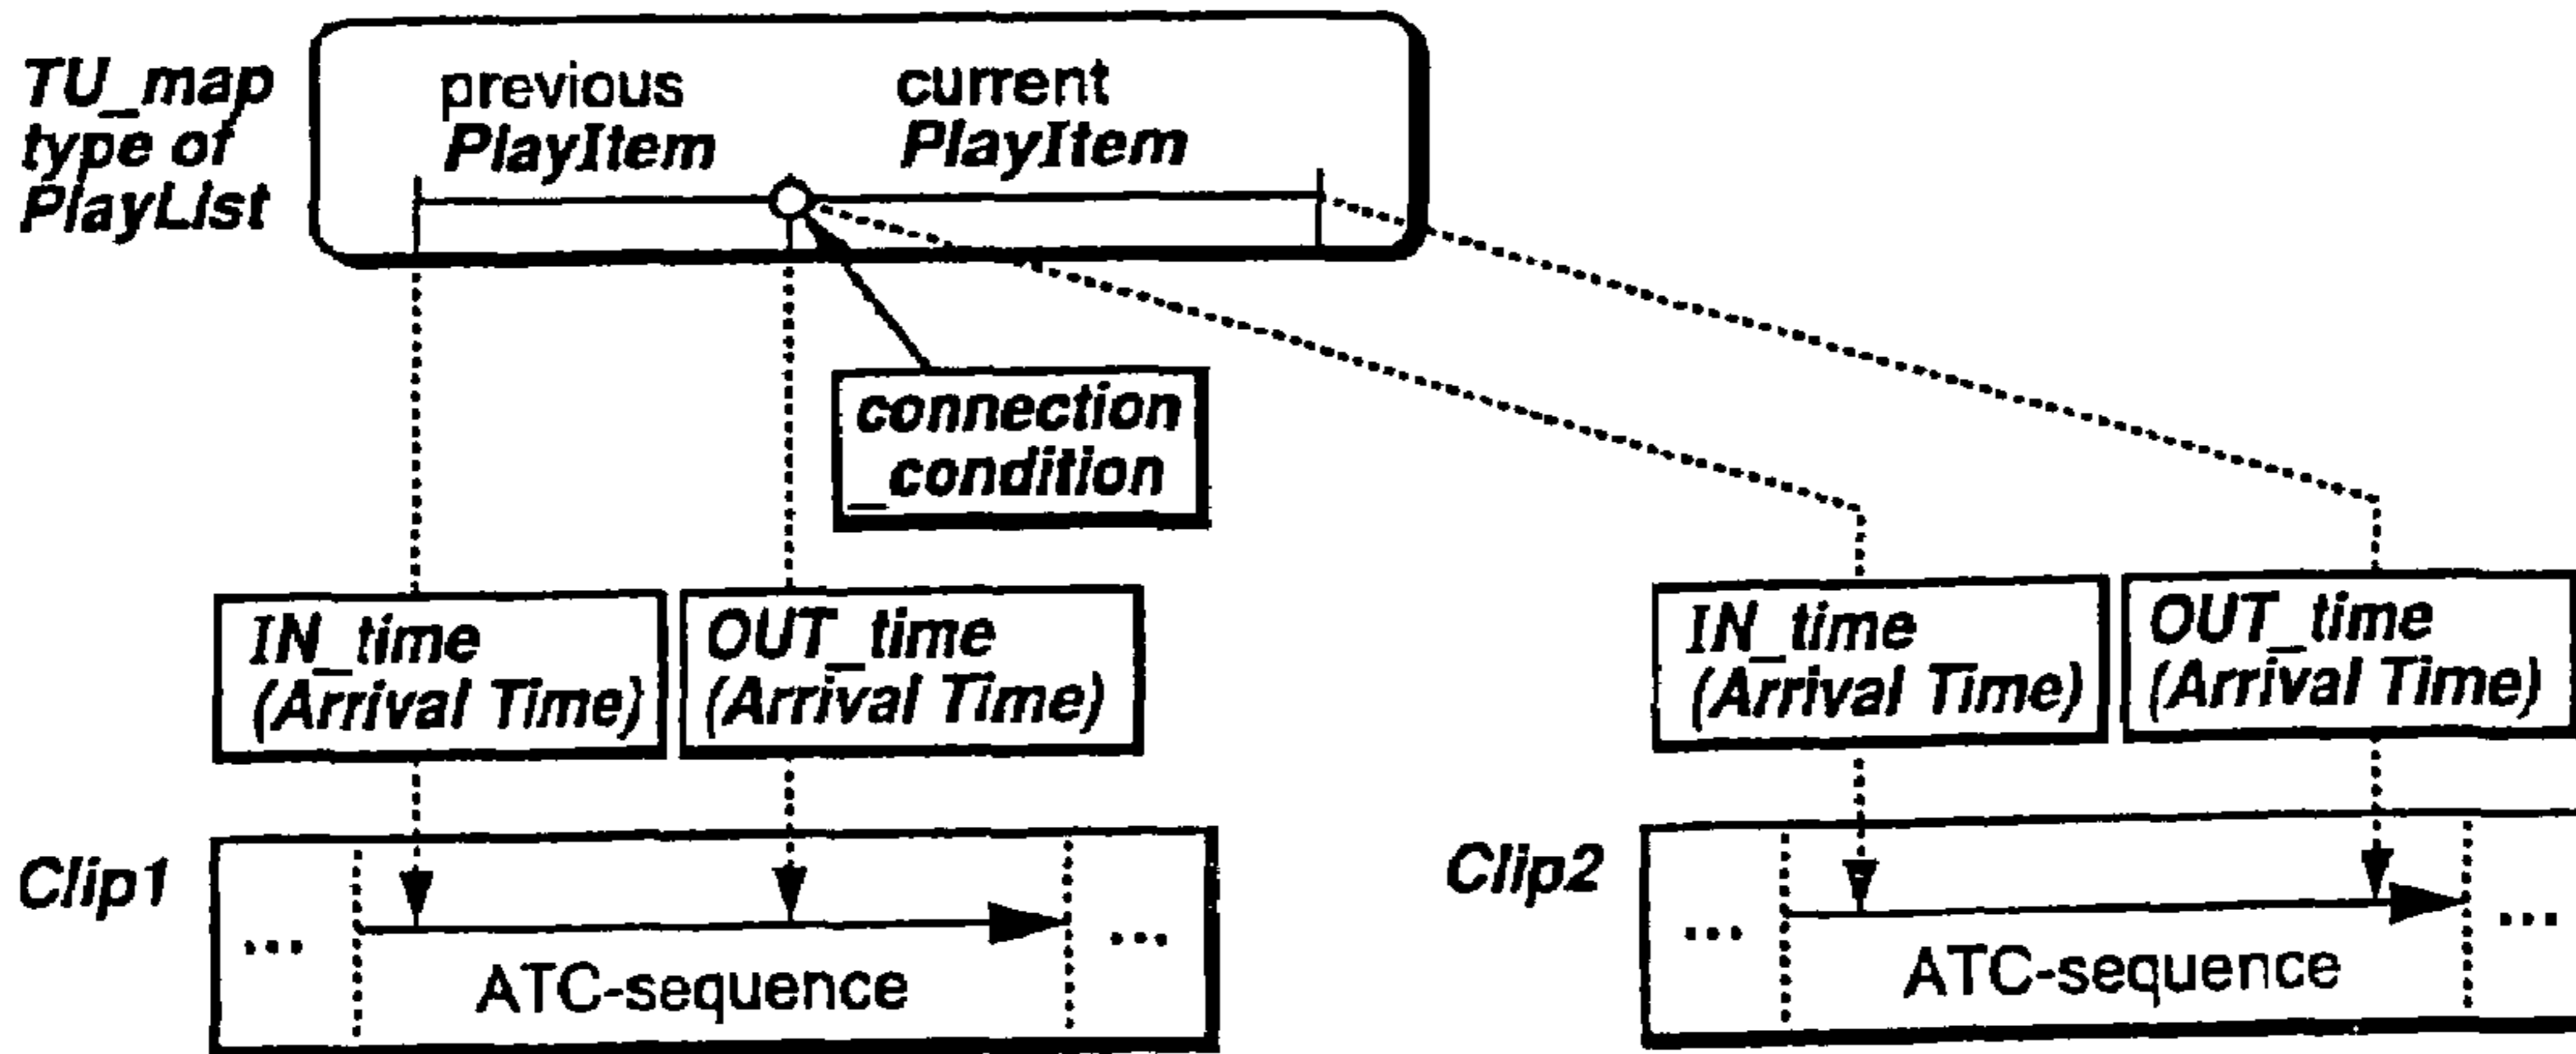 TU_map
type of
PlayList
previous
PlayItem
current
PlayItem
connection
_condition
IN_time
(Arrival Time)
OUT_time
(Arrival Time)
IN_time
(Arrival Time)
OUT_time
(Arrival Time)
Clip1
...
ATC-sequence
...
Clip2
...
ATC-sequence
...